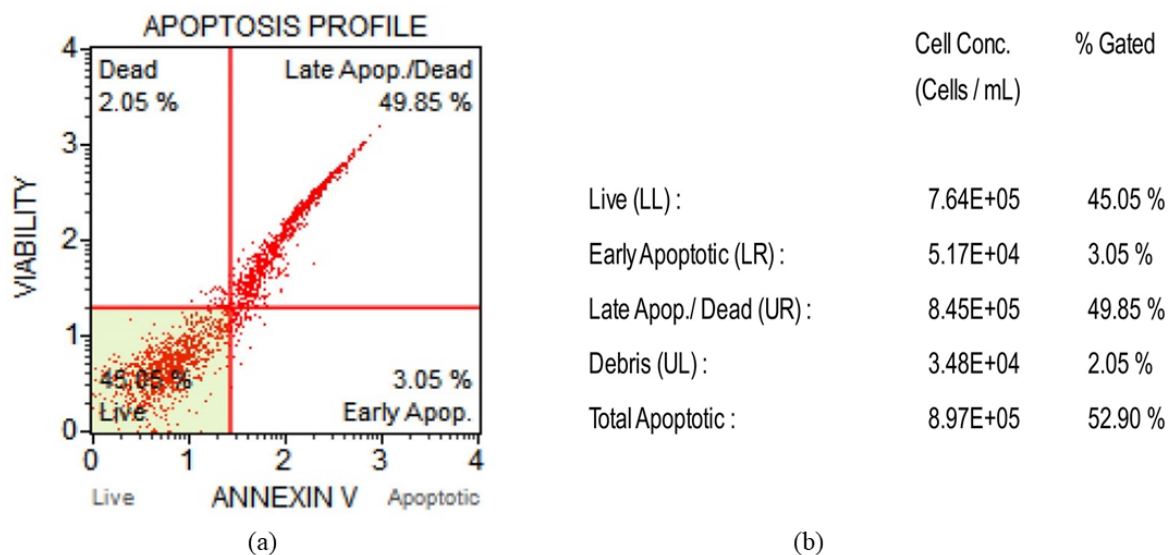 APOPTOSIS PROFILE
4
Dead
Late Apop./Dead
2.05 %
49.85 %
3
VIABILITY
2
1
45.05 %
3.05 %
Live
Early Apop.
0
0 1 2 3 4
Live
ANNEXIN V
Apoptotic
(a)
Cell Conc. % Gated
(Cells / mL)
Live (LL) : 7.64E+05 45.05 %
Early Apoptotic (LR) : 5.17E+04 3.05 %
Late Apop./ Dead (UR) : 8.45E+05 49.85 %
Debris (UL) : 3.48E+04 2.05 %
Total Apoptotic : 8.97E+05 52.90 %
(b)